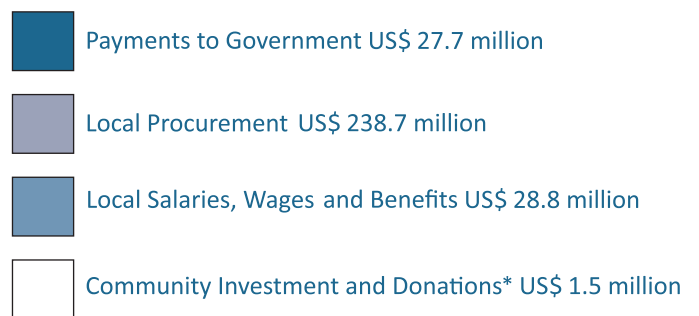 Payments to Government US$ 27.7 million
Local Procurement US$ 238.7 million
Local Salaries, Wages and Benefits US$ 28.8 million
Community Investment and Donations* US$ 1.5 million